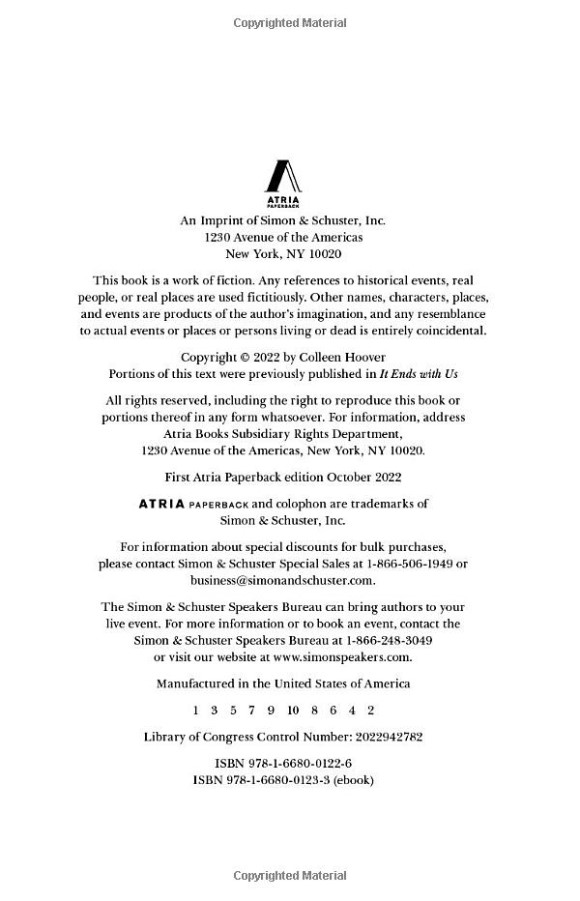 Copyrighted Material
ATRIA
PAPERBACK
An Imprint of Simon & Schuster, Inc.
1230 Avenue of the Americas
New York, NY 10020
This book is a work of fiction. Any references to historical events, real
people, or real places are used fictitiously. Other names, characters, places,
and events are products of the author’s imagination, and any resemblance
to actual events or places or persons living or dead is entirely coincidental.
Copyright © 2022 by Colleen Hoover
Portions of this text were previously published in It Ends with Us
All rights reserved, including the right to reproduce this book or
portions thereof in any form whatsoever. For information, address
Atria Books Subsidiary Rights Department,
1230 Avenue of the Americas, New York, NY 10020.
First Atria Paperback edition October 2022
ATRIA PAPERBACK and colophon are trademarks of
Simon & Schuster, Inc.
For information about special discounts for bulk purchases,
please contact Simon & Schuster Special Sales at 1-866-506-1949 or
business@simonandschuster.com.
The Simon & Schuster Speakers Bureau can bring authors to your
live event. For more information or to book an event, contact the
Simon & Schuster Speakers Bureau at 1-866-248-3049
or visit our website at www.simonspeakers.com.
Manufactured in the United States of America
1 3 5 7 9 10 8 6 4 2
Library of Congress Control Number: 2022942782
ISBN 978-1-6680-0122-6
ISBN 978-1-6680-0123-3 (ebook)
Copyrighted Material